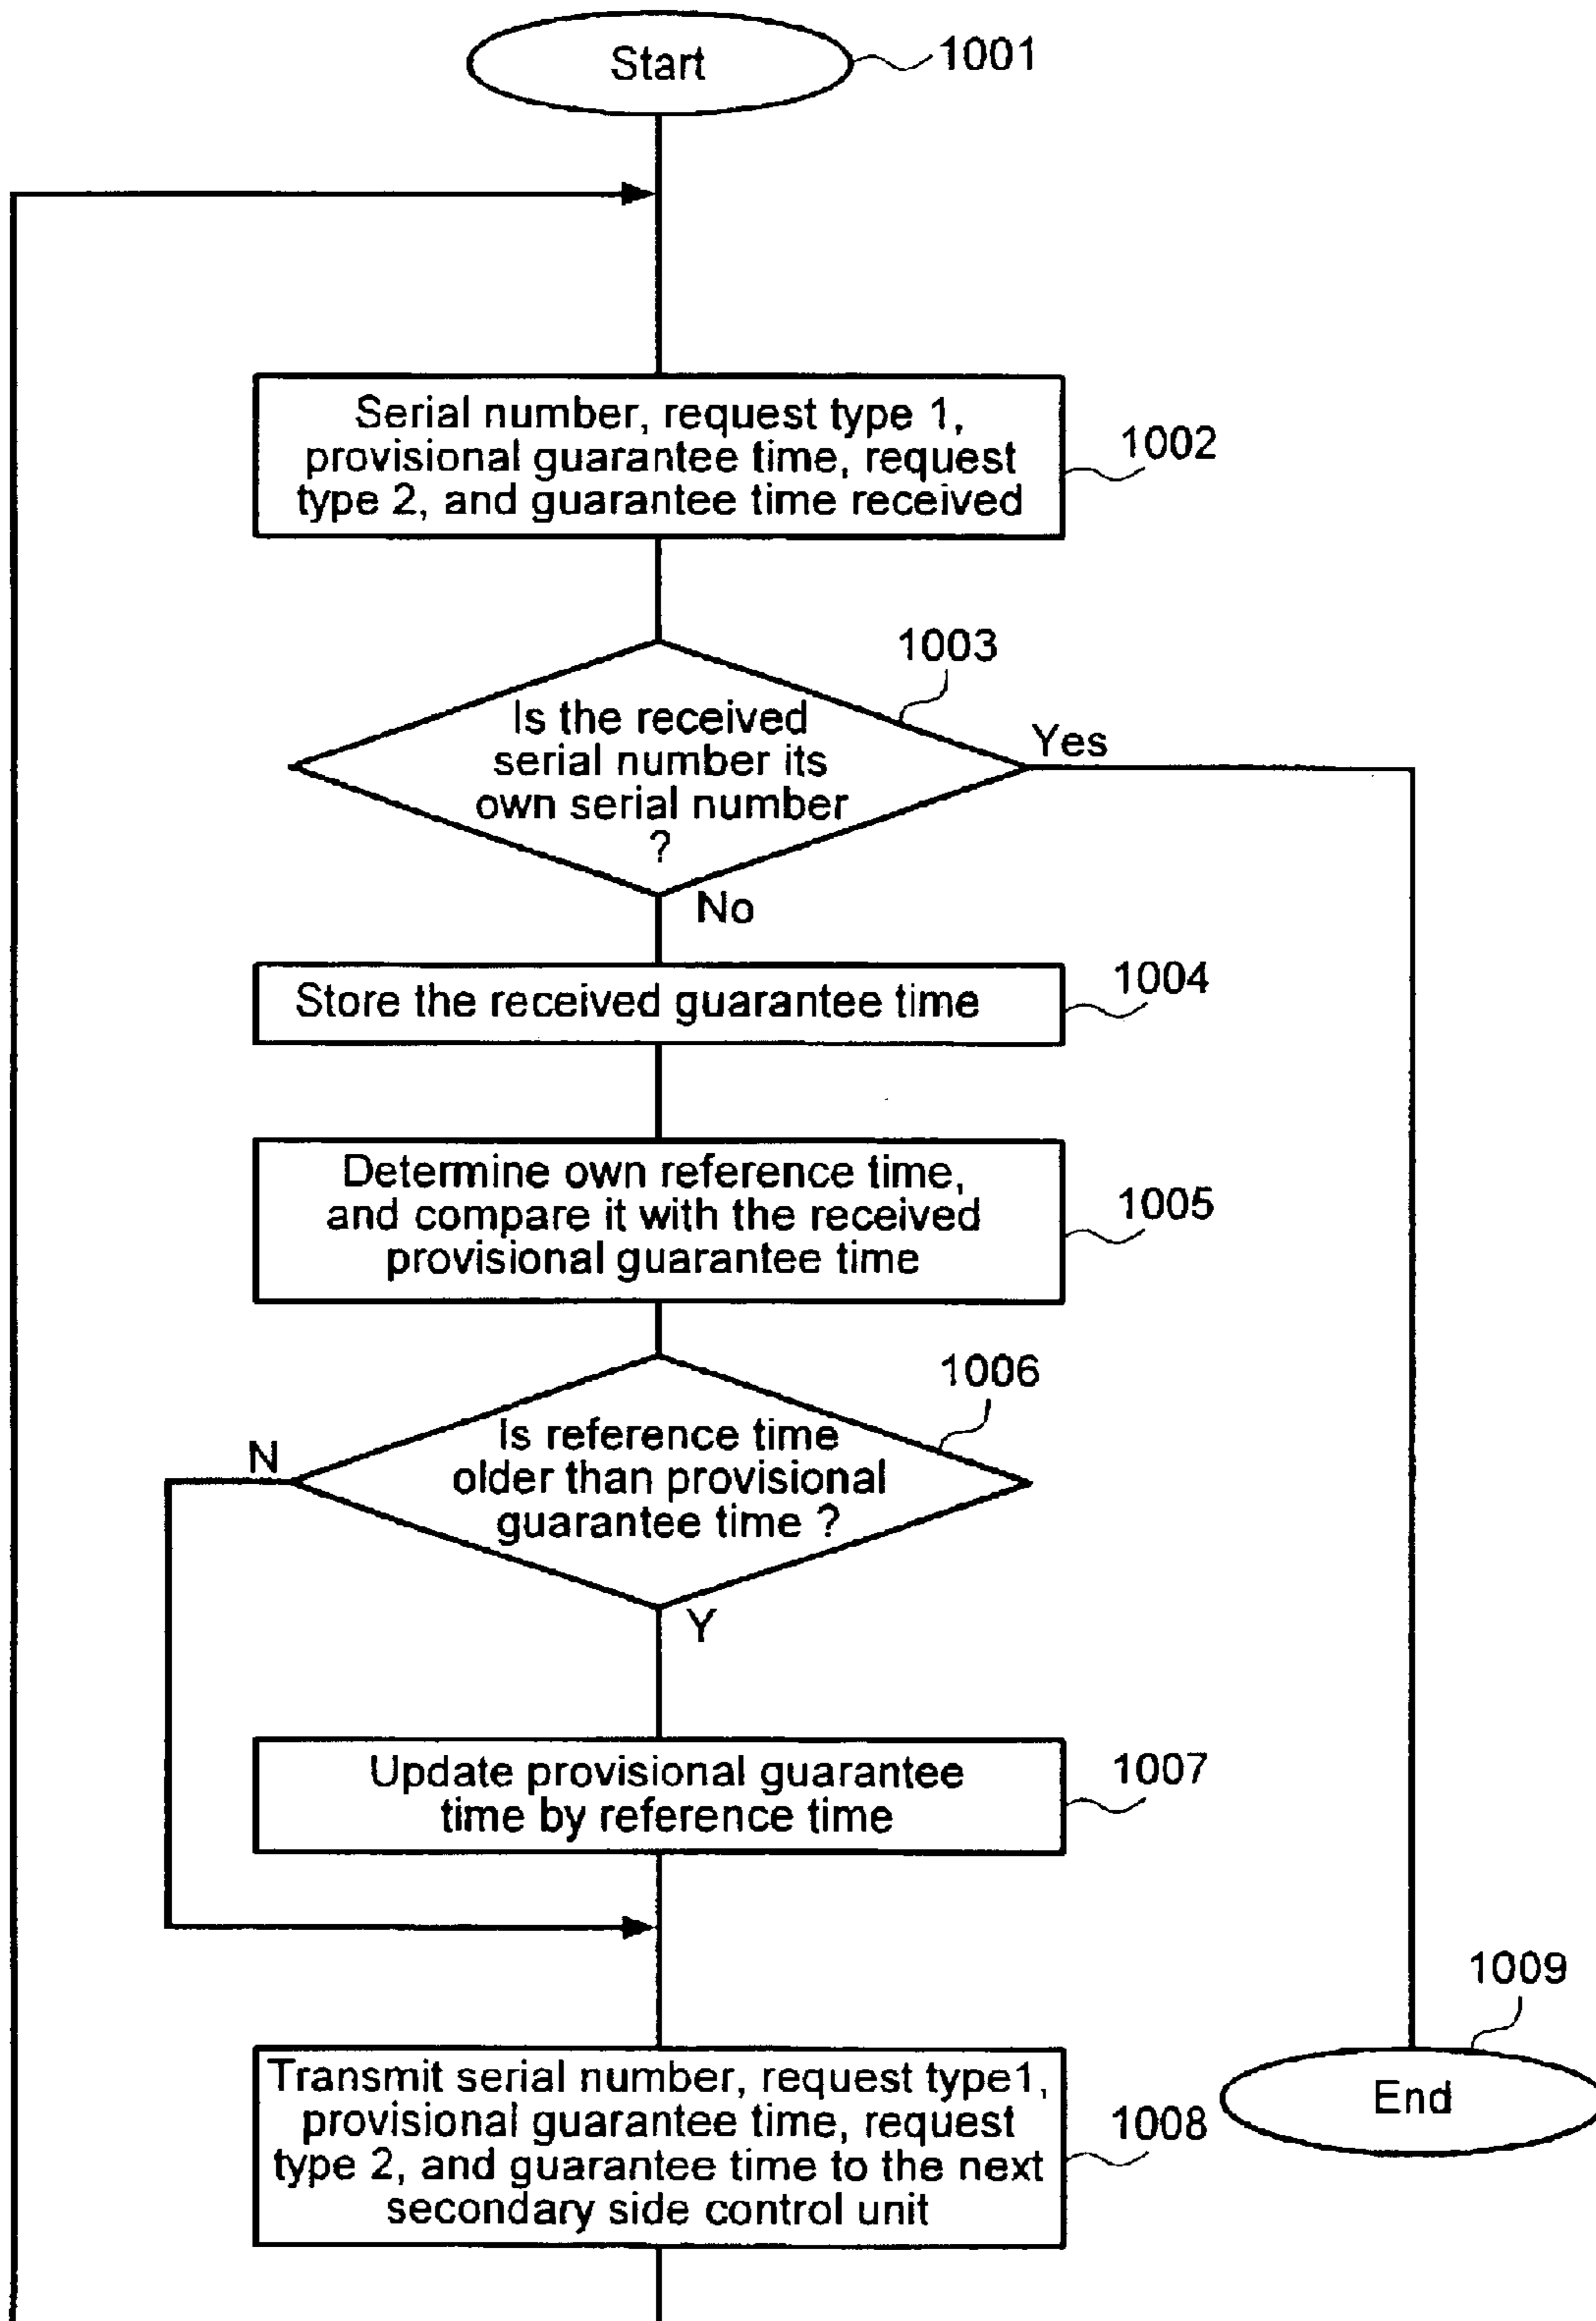 Start
1001
Serial number, request type 1,
provisional guarantee time, request
type 2, and guarantee time received
1002
1003
Is the received
serial number its
own serial number
?
Yes
No
Store the received guarantee time
1004
Determine own reference time,
and compare it with the received
provisional guarantee time
1005
1006
Is reference time
older than provisional
guarantee time ?
N
Y
Update provisional guarantee
time by reference time
1007
Transmit serial number, request type1,
provisional guarantee time, request
type 2, and guarantee time to the next
secondary side control unit
1008
1009
End